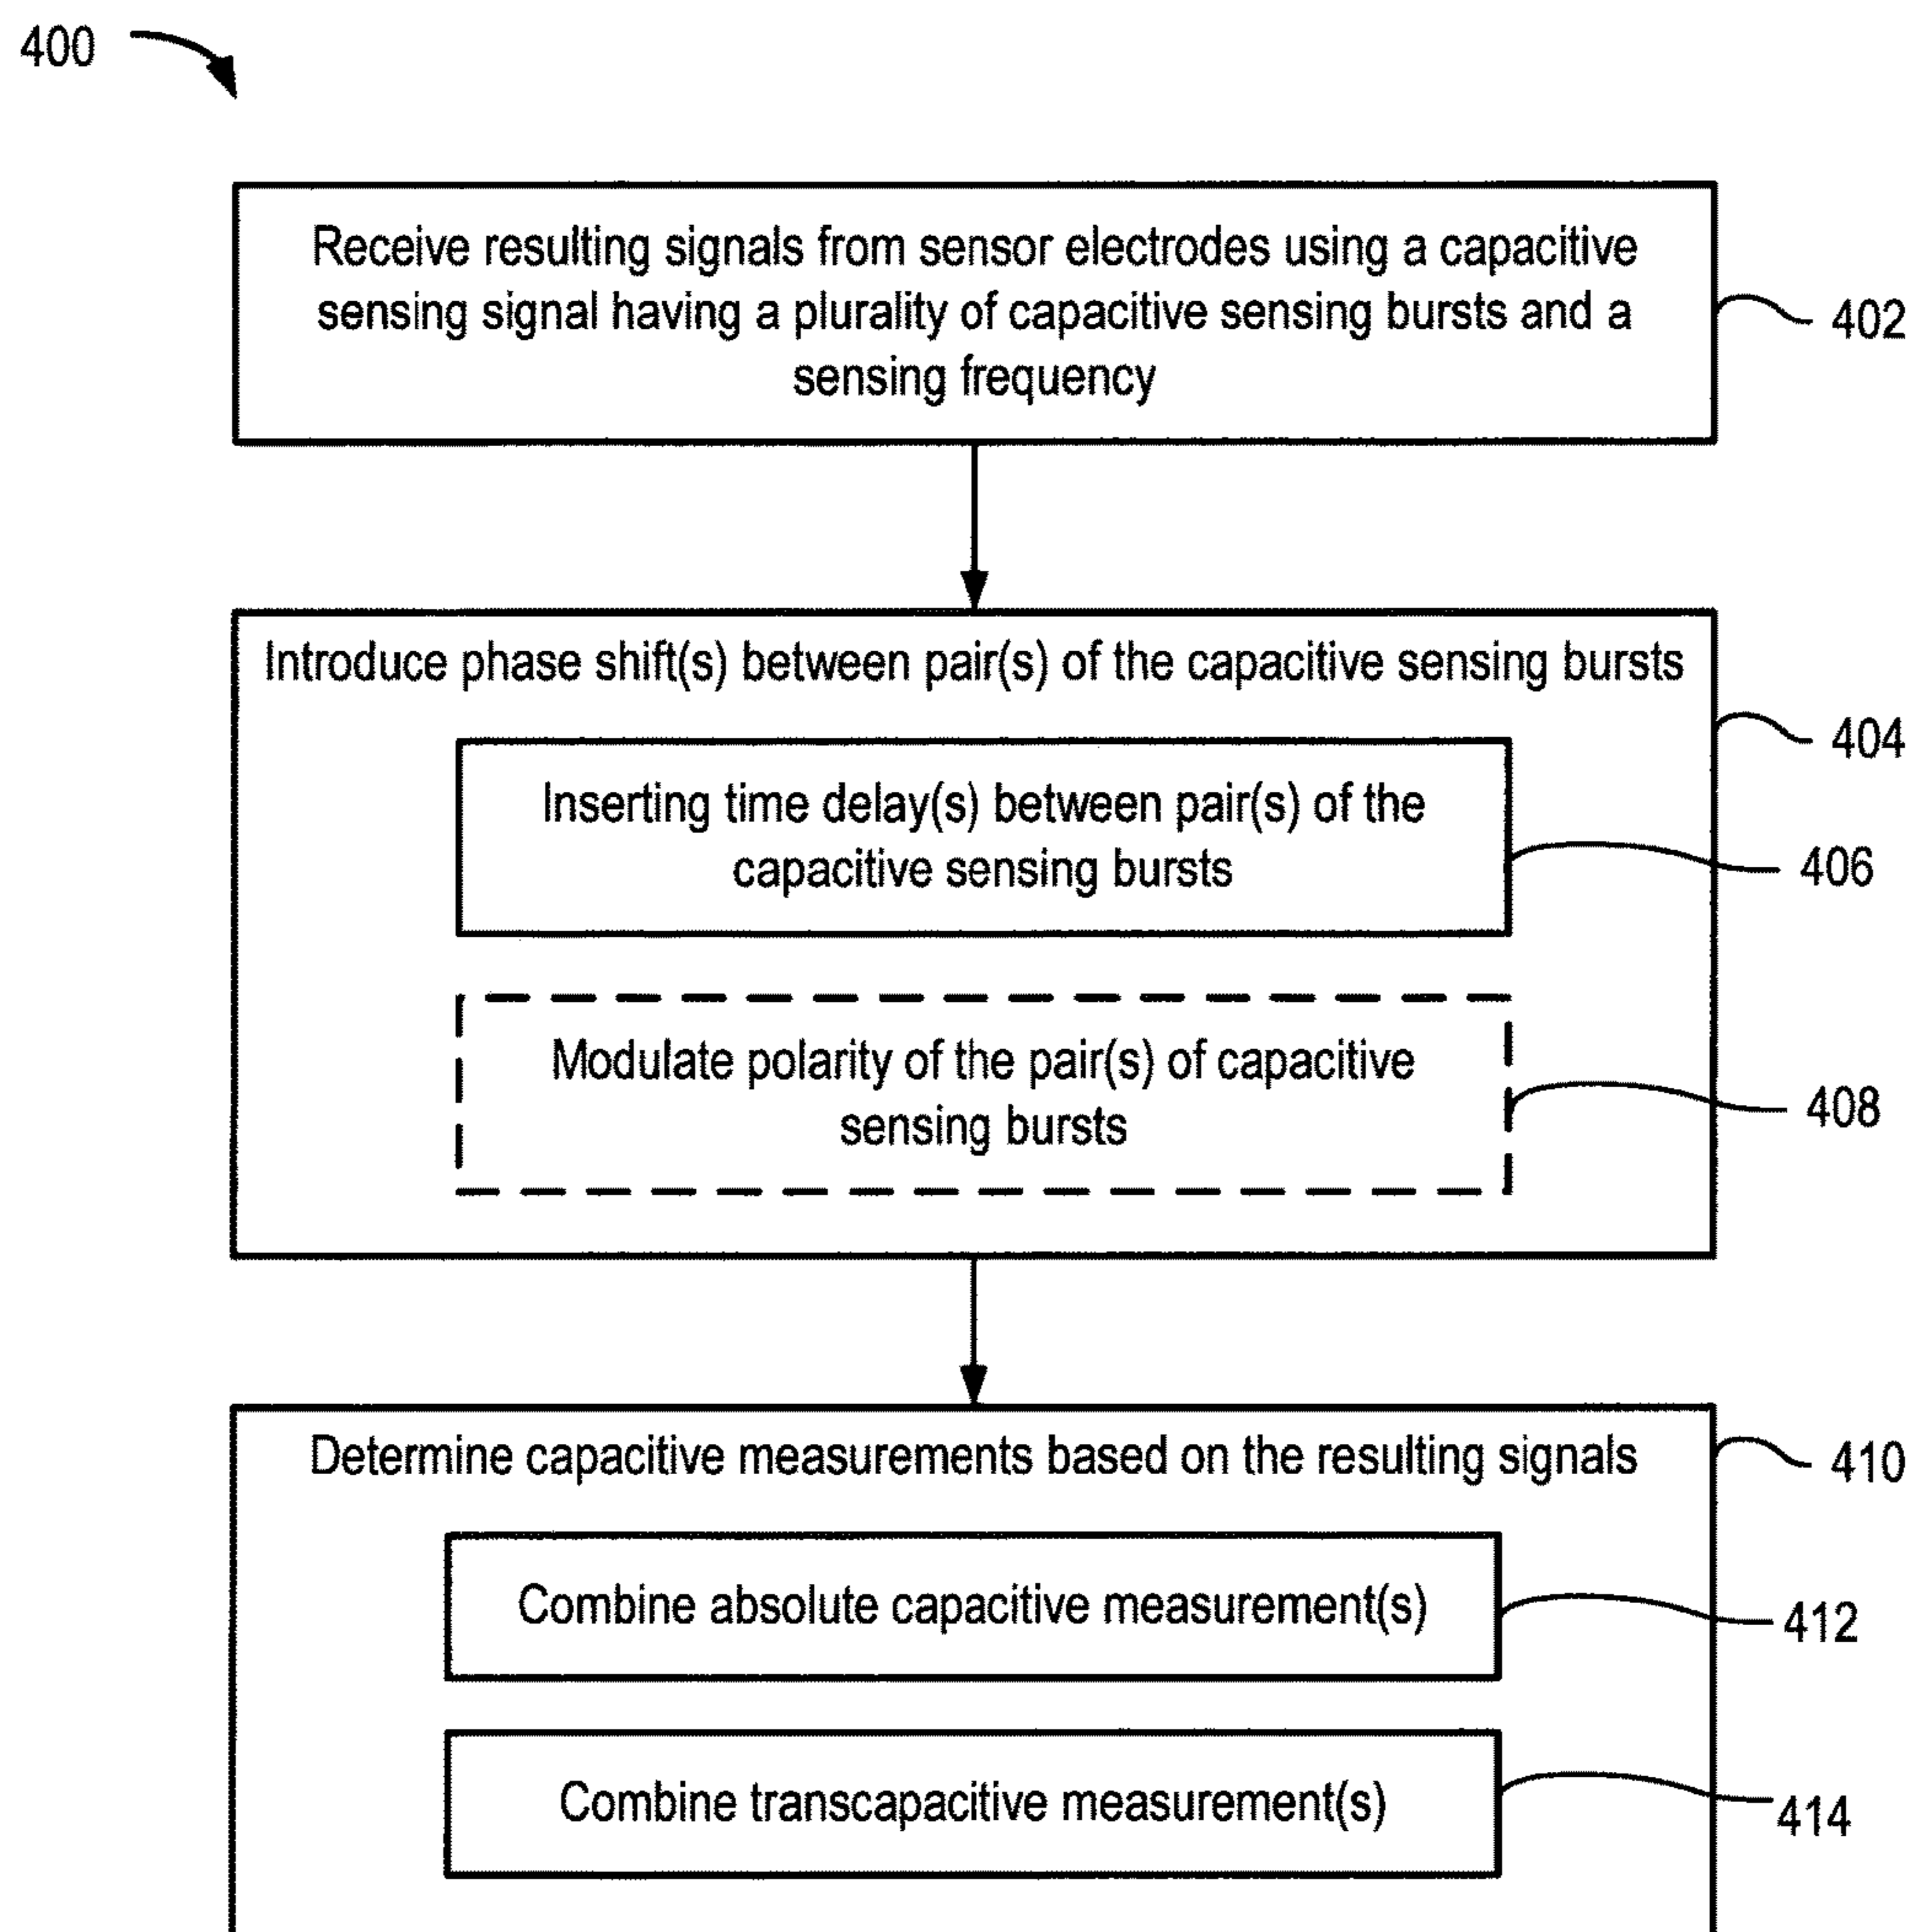 400
Receive resulting signals from sensor electrodes using a capacitive
sensing signal having a plurality of capacitive sensing bursts and a
sensing frequency
402
Introduce phase shift(s) between pair(s) of the capacitive sensing bursts
404
Inserting time delay(s) between pair(s) of the
capacitive sensing bursts
406
Modulate polarity of the pair(s) of capacitive
sensing bursts
408
Determine capacitive measurements based on the resulting signals
410
Combine absolute capacitive measurement(s)
412
Combine transcapacitive measurement(s)
414